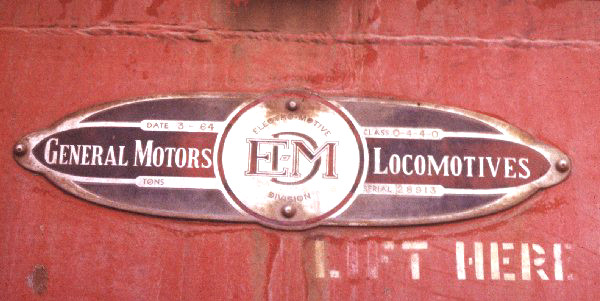 DATE 3-64
GENERAL MOTORS
TONS
ELECTRO-MOTIVE
EMD
DIVISION
CLASS 0-4-4-0
LOCOMOTIVES
SERIAL 28913
LIFT HERE